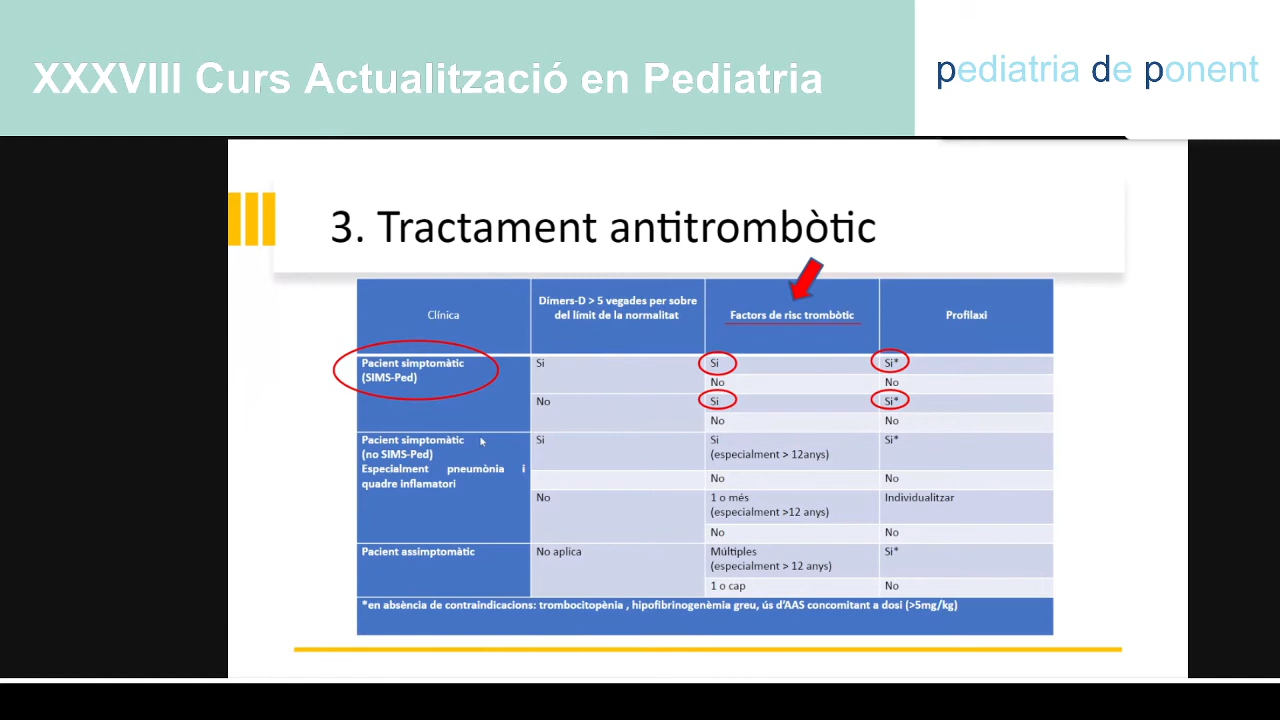 XXXVIII Curs Actualització en Pediatria
pediatria de ponent
3. Tractament antitrombòtic
Clínica
Dímers-D > 5 vegades per sobre
del límit de la normalitat
Factors de risc trombòtic
Profilaxi
Pacient simptomàtic
(SIMS-Ped)
Si
Si
Si*
No
No
No
Si
Si*
No
No
Pacient simptomàtic
(no SIMS-Ped)
Especialment pneumònia i
quadre inflamatori
Si
Si
(especialment > 12anys)
Si*
No
No
No
1 o més
(especialment >12 anys)
Individualitzar
No
No
Pacient assimptomàtic
No aplica
Múltiples
(especialment > 12 anys)
Si*
1 o cap
No
*en absència de contraindicacions: trombocitopènia , hipofibrinogenèmia greu, ús d'AAS concomitant a dosi (>5mg/kg)